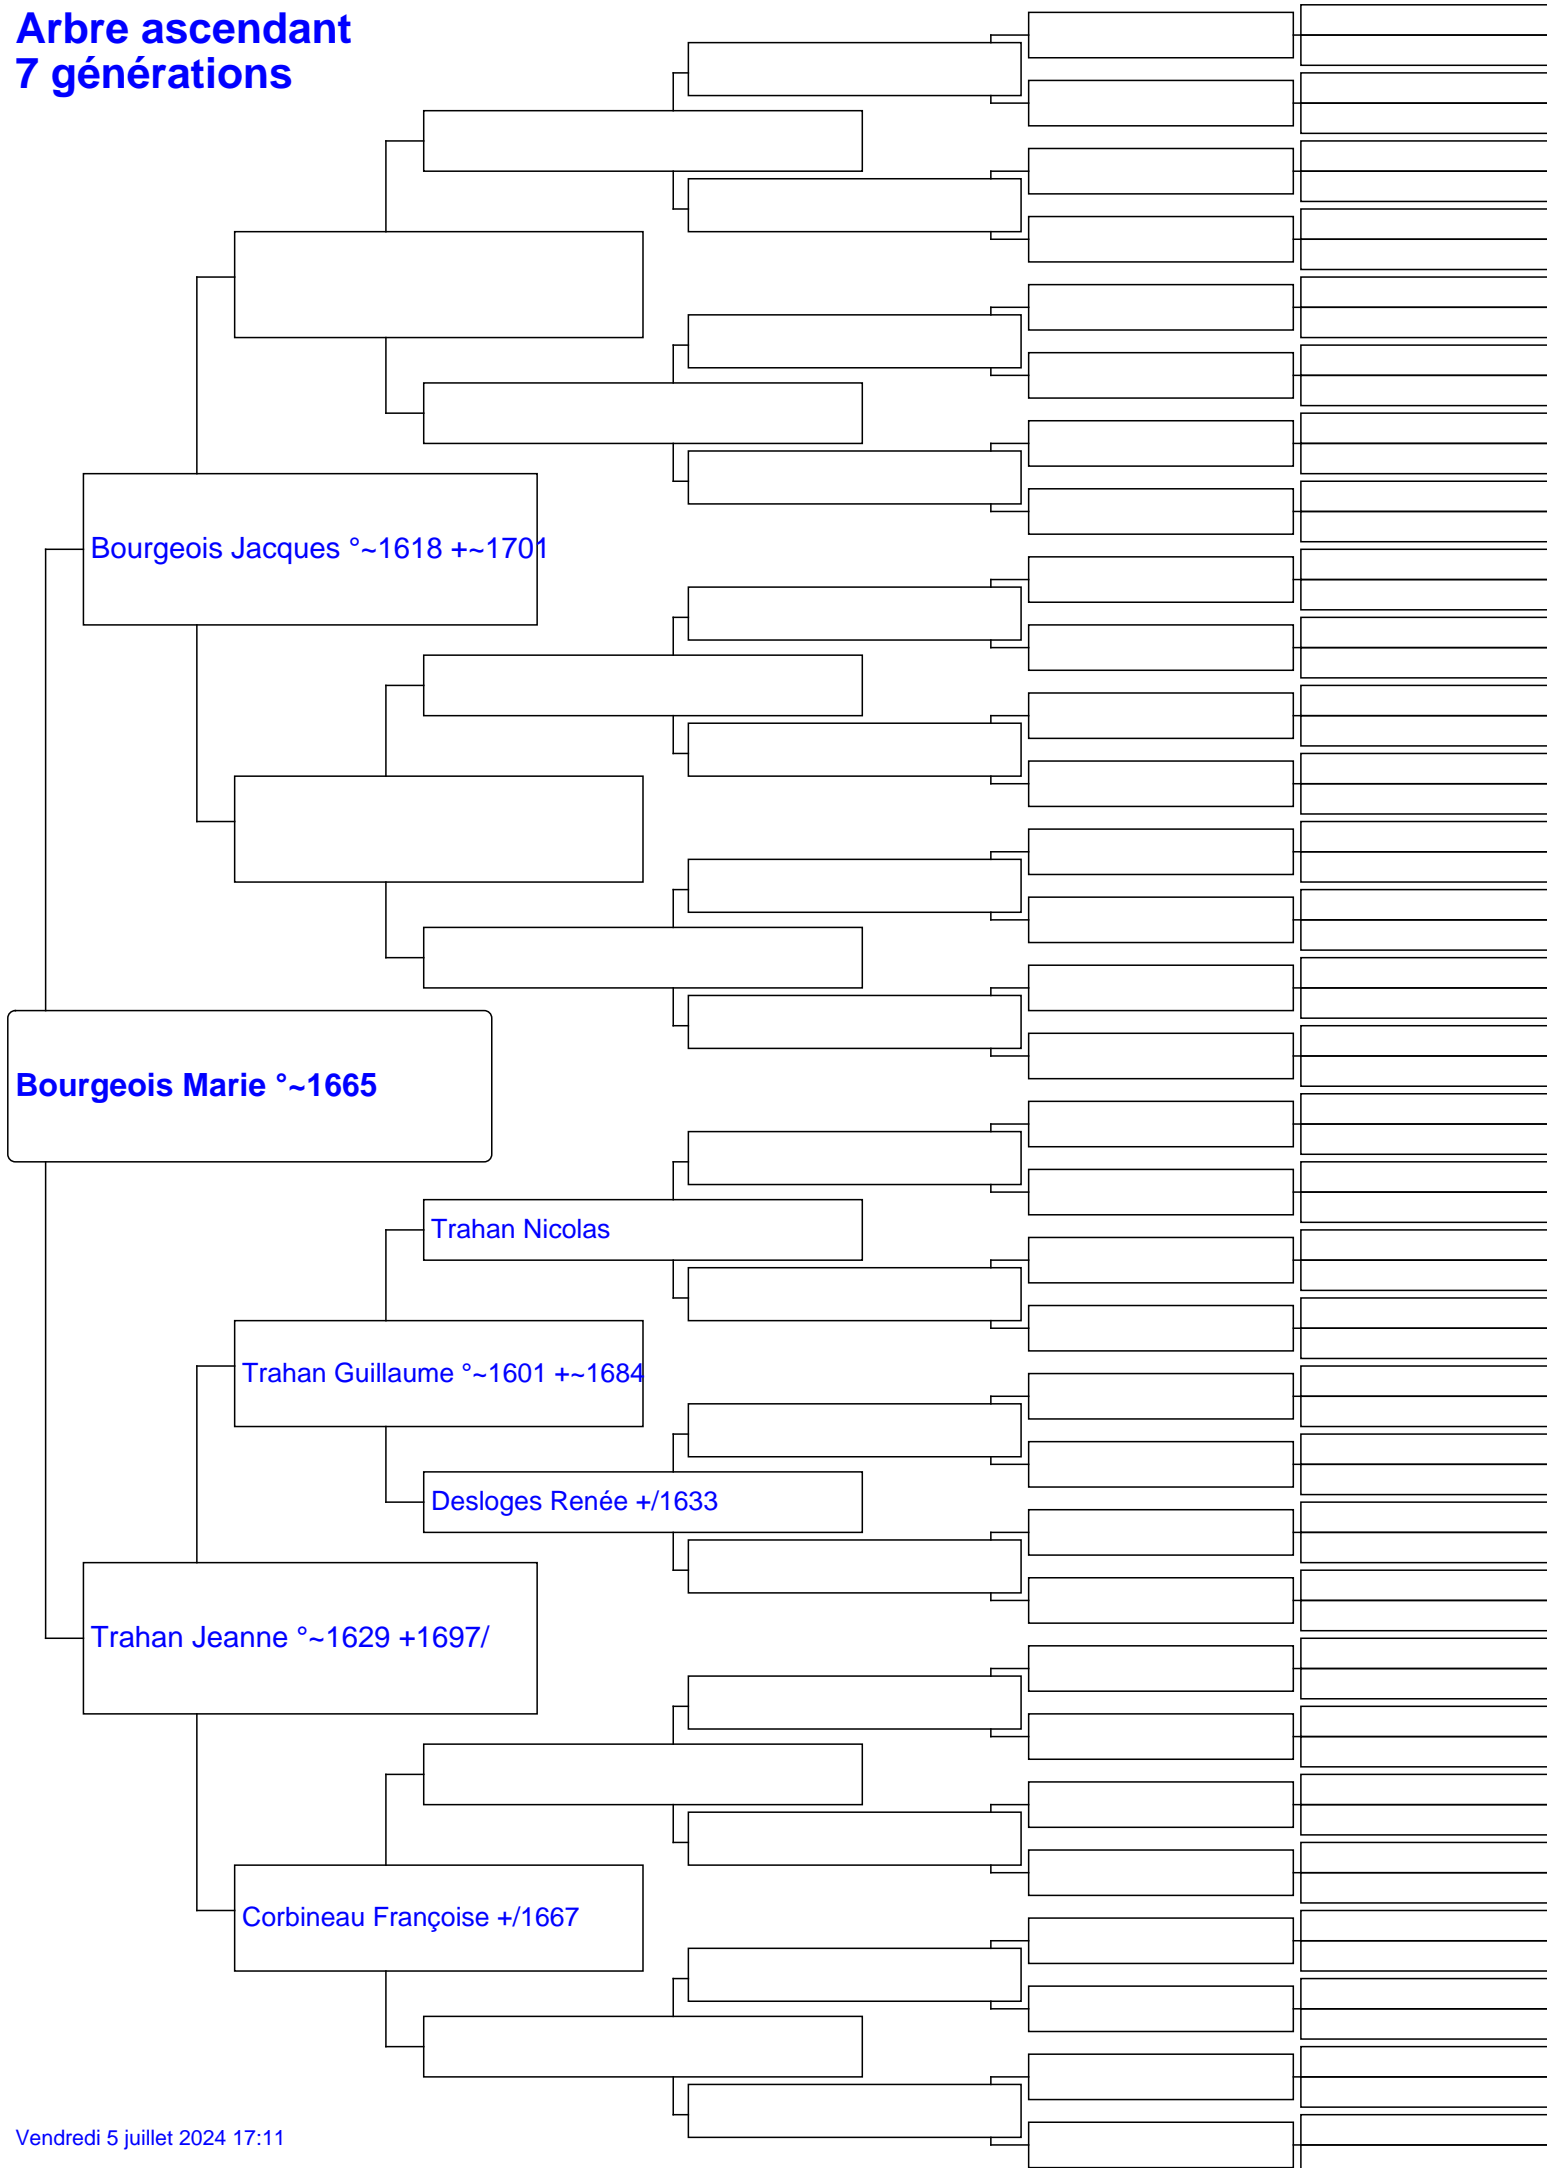 Arbre ascendant
7 générations
Bourgeois Jacques °~1618 +~1701
Bourgeois Marie °~1665
Trahan Nicolas
Trahan Guillaume °~1601 +~1684
Desloges Renée +/1633
Trahan Jeanne °~1629 +1697/
Corbineau Françoise +/1667
Vendredi 5 juillet 2024 17:11